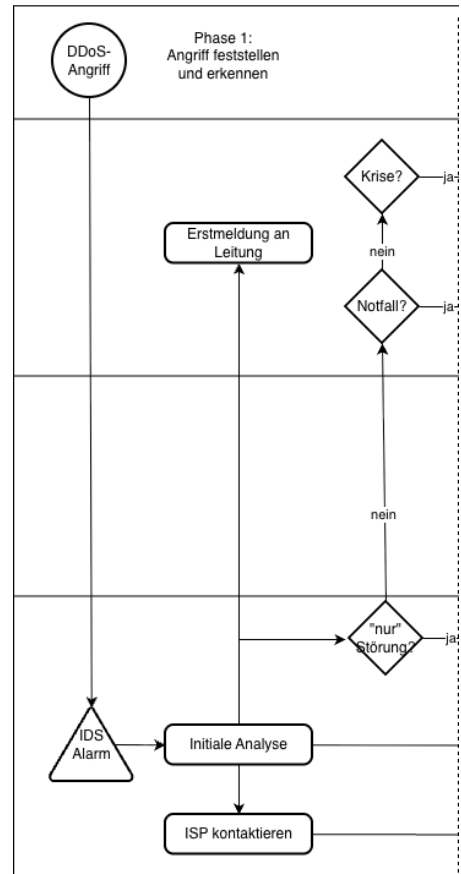 DDoS-
Angriff
Phase 1:
Angriff feststellen
und erkennen
Krise?
ja
Erstmeldung an
Leitung
nein
Notfall?
ja
nein
"nur"
Störung?
ja
IDS
Alarm
Initiale Analyse
ISP kontaktieren